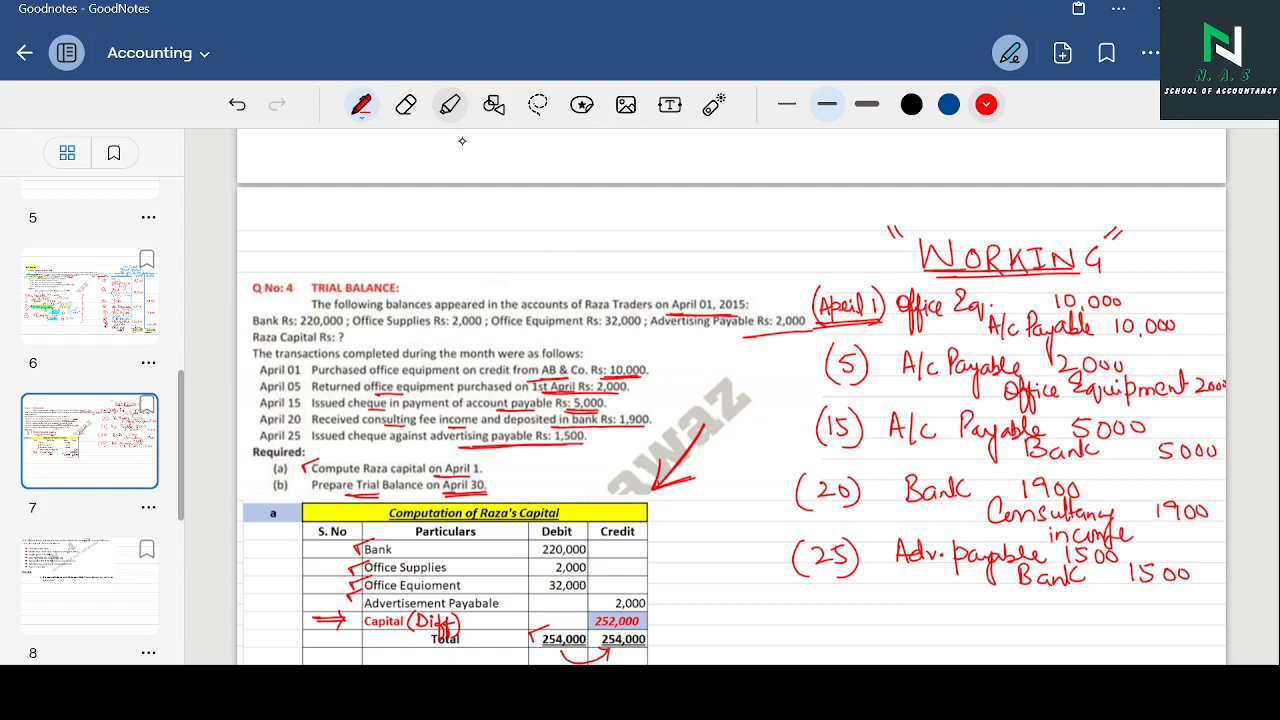 Goodnotes - GoodNotes
Accounting
N. A. S
SCHOOL OF ACCOUNTANCY
5
6
7
8
Q No: 4 TRIAL BALANCE:
The following balances appeared in the accounts of Raza Traders on April 01, 2015:
Bank Rs: 220,000 ; Office Supplies Rs: 2,000 ; Office Equipment Rs: 32,000 ; Advertising Payable Rs: 2,000
Raza Capital Rs: ?
The transactions completed during the month were as follows:
April 01 Purchased office equipment on credit from AB & Co. Rs: 10,000.
April 05 Returned office equipment purchased on 1st April Rs: 2,000.
April 15 Issued cheque in payment of account payable Rs: 5,000.
April 20 Received consulting fee income and deposited in bank Rs: 1,900.
April 25 Issued cheque against advertising payable Rs: 1,500.
Required:
(a) Compute Raza capital on April 1.
(b) Prepare Trial Balance on April 30.
awaz
a Computation of Raza's Capital
S. No Particulars Debit Credit
Bank 220,000
Office Supplies 2,000
Office Equioment 32,000
Advertisement Payabale 2,000
Capital (Diff) 252,000
Total 254,000 254,000
"WORKING"
(April 1) Office Eq. 10,000
A/c Payable 10,000
(5) A/c Payable 2,000
Office Equipment 2000
(15) A/c Payable 5000
Bank 5000
(20) Bank 1900
Consultancy 1900
income
(25) Adv. payable 1500
Bank 1500